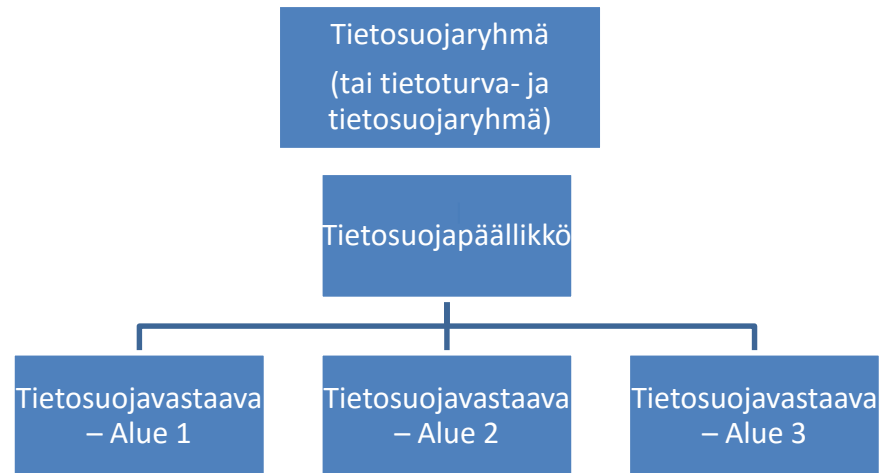 Tietosuojaryhmä
(tai tietoturva- ja
tietosuojaryhmä)
Tietosuojapäällikkö
Tietosuojavastaava
– Alue 1
Tietosuojavastaava
– Alue 2
Tietosuojavastaava
– Alue 3